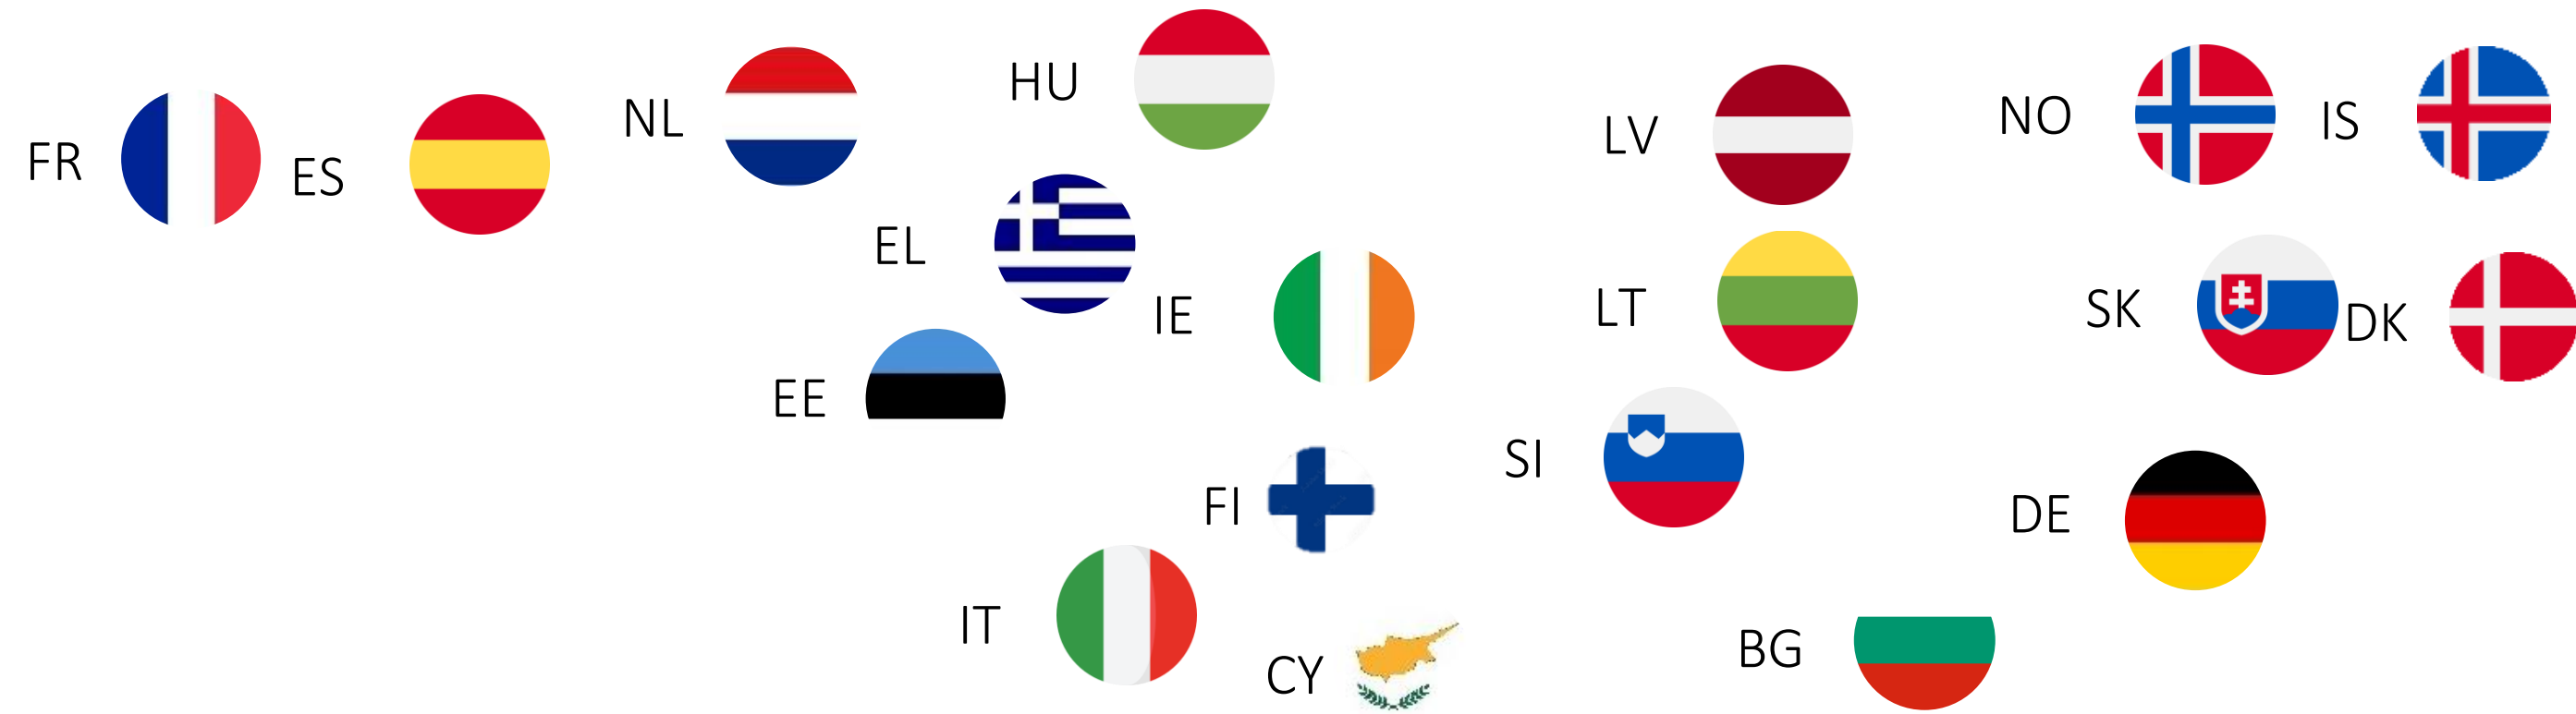 FR
ES
NL
HU
LV
NO
IS
EL
IE
LT
SK
DK
EE
FI
SI
DE
IT
CY
BG